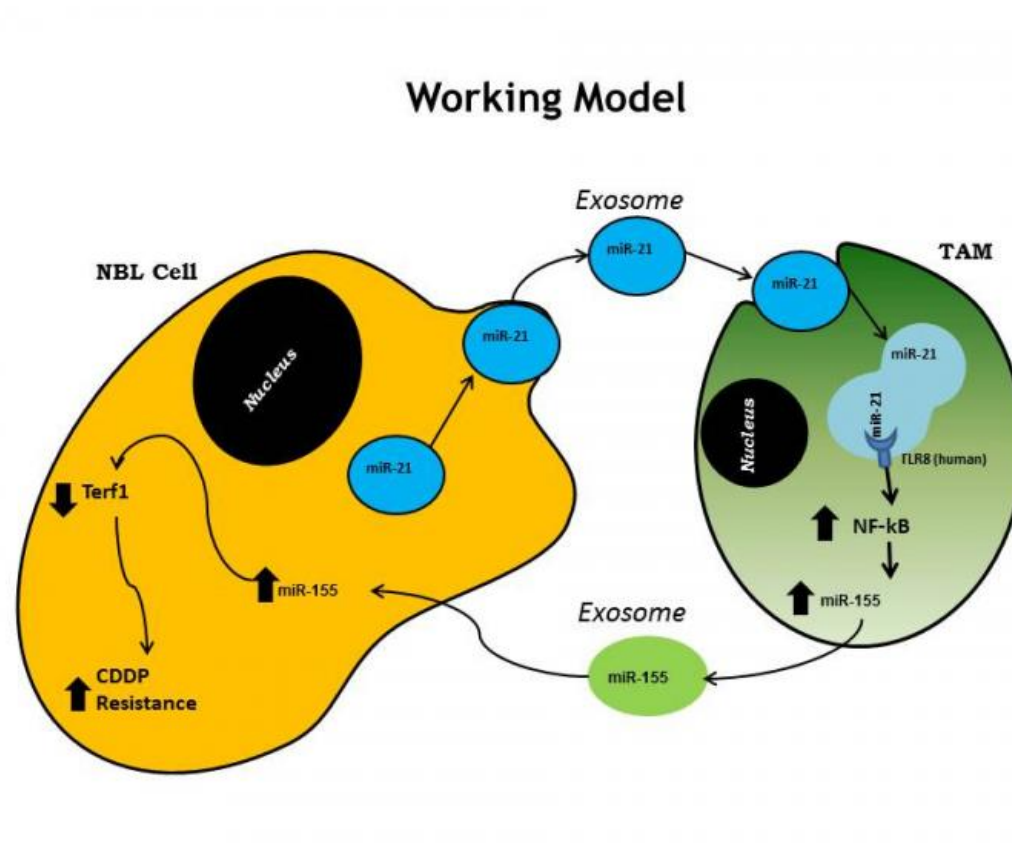 Working Model
Exosome
miR-21
TAM
NBL Cell
miR-21
miR-21
miR-21
Nucleus
miR-21
Nucleus
miR-21
TLR8 (human)
Terf1
NF-kB
miR-155
miR-155
Exosome
miR-155
CDDP
Resistance